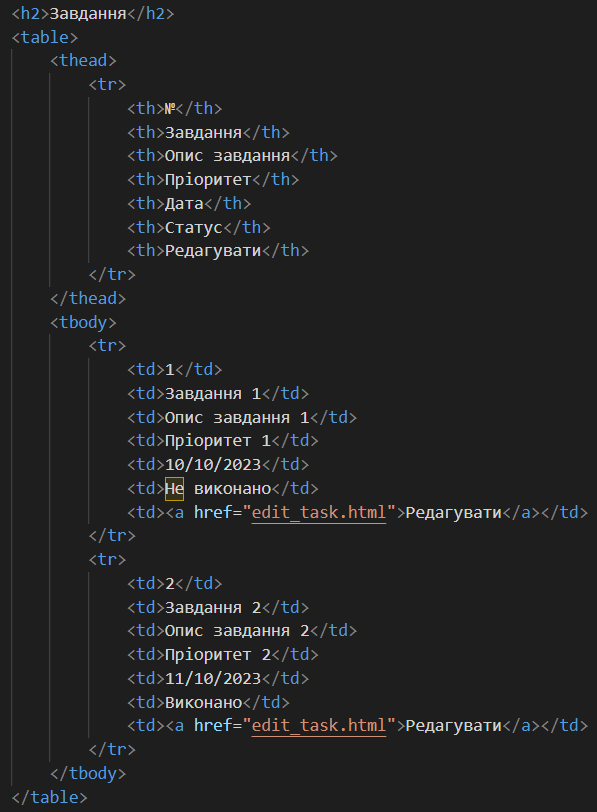 <h2>Завдання</h2>
<table>
<thead>
<tr>
<th>№</th>
<th>Завдання</th>
<th>Опис завдання</th>
<th>Пріоритет</th>
<th>Дата</th>
<th>Статус</th>
<th>Редагувати</th>
</tr>
</thead>
<tbody>
<tr>
<td>1</td>
<td>Завдання 1</td>
<td>Опис завдання 1</td>
<td>Пріоритет 1</td>
<td>10/10/2023</td>
<td>Не виконано</td>
<td><a href="edit_task.html">Редагувати</a></td>
</tr>
<tr>
<td>2</td>
<td>Завдання 2</td>
<td>Опис завдання 2</td>
<td>Пріоритет 2</td>
<td>11/10/2023</td>
<td>Виконано</td>
<td><a href="edit_task.html">Редагувати</a></td>
</tr>
</tbody>
</table>